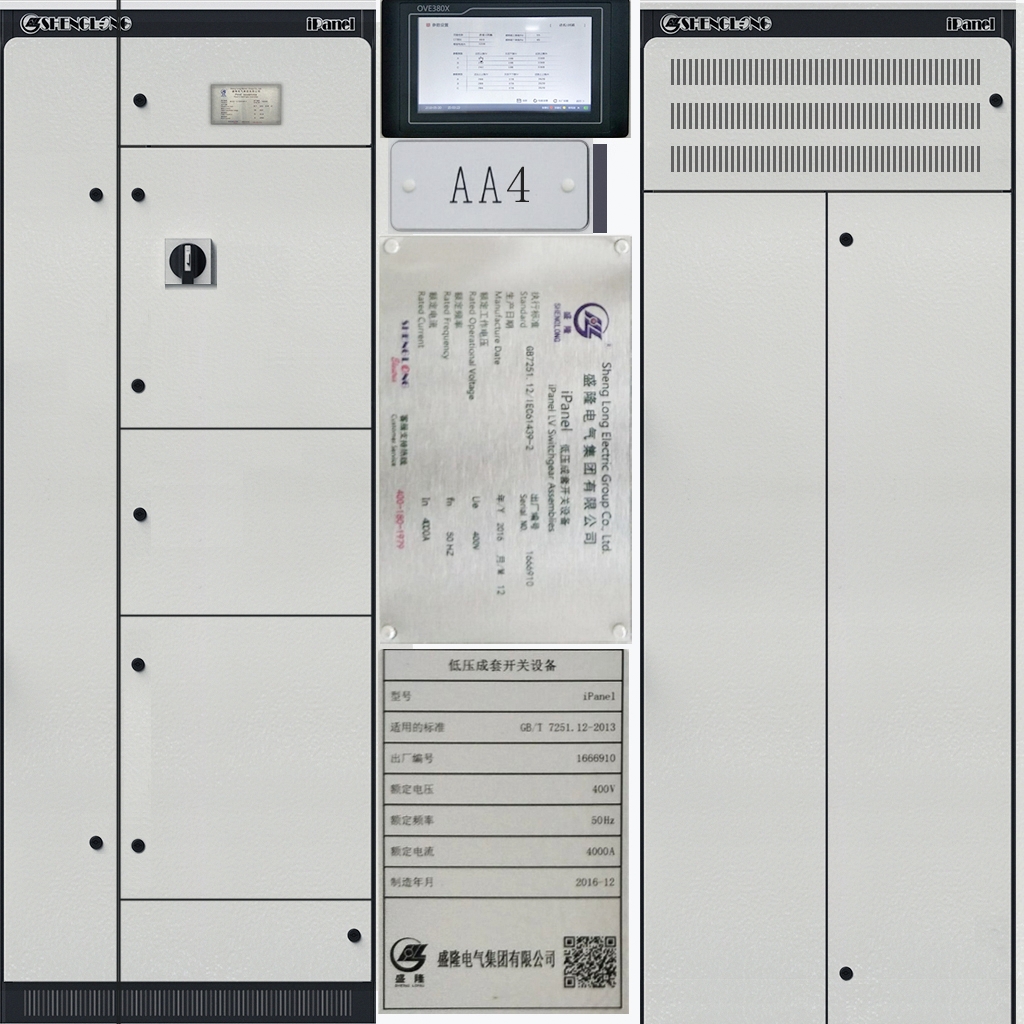 SHENGLONG
iPanel
OVE380X
SHENGLONG
iPanel
AA4
盛隆
SHENGLONG
Sheng Long Electric Group Co., Ltd.
盛隆电气集团有限公司
iPanel 低压成套开关设备
iPanel LV Switchgear Assemblies
执行标准 出厂编号
Standard GB7251.12/IEC61439-2 Serial. NO. 1666910
生产日期 年/Y 2016 月/M 12
Manufacture Date
额定工作电压 Ue 400V
Rated Operational Voltage
额定频率 fn 50 HZ
Rated Frequency
额定电流 In 4000A
Rated Current
SHENGLONG 客服支持热线 400-180-1979
Electric Customer Service
低压成套开关设备
型号 iPanel
适用的标准 GB/T 7251.12-2013
出厂编号 1666910
额定电压 400V
额定频率 50Hz
额定电流 4000A
制造年月 2016-12
盛隆电气集团有限公司
盛隆
SHENG LONG